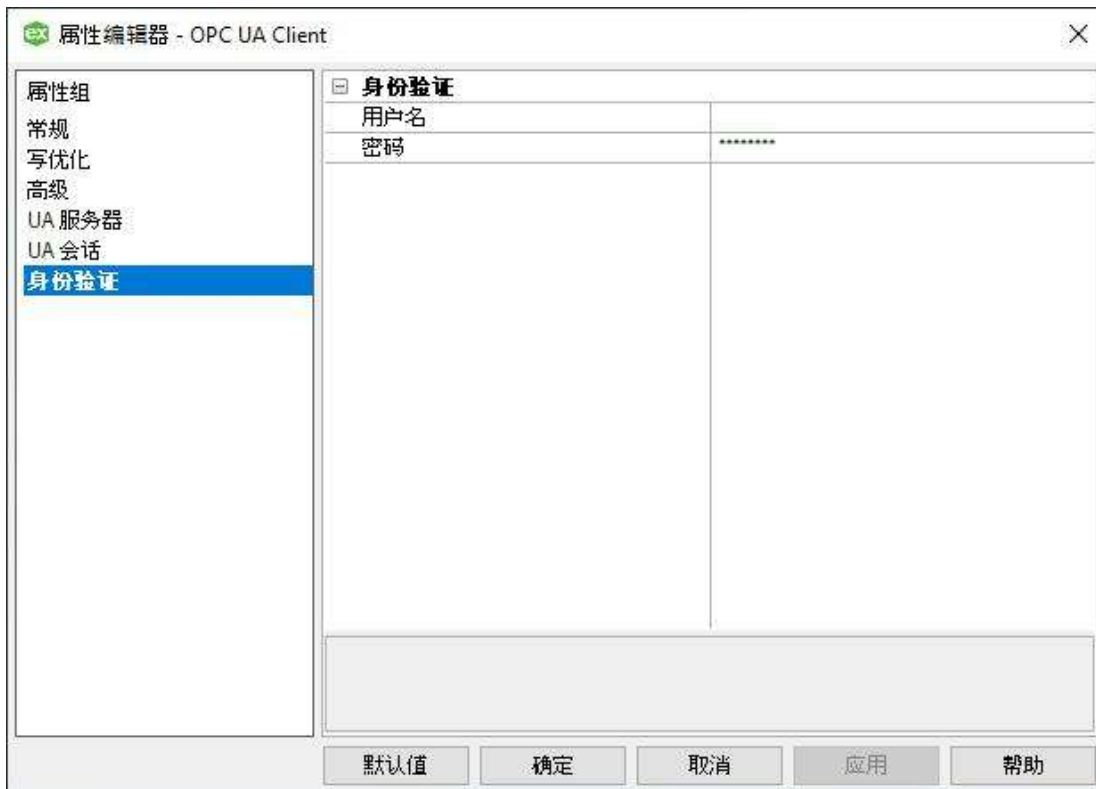 ex 属性编辑器 - OPC UA Client
属性组
常规
写优化
高级
UA 服务器
UA 会话
身份验证
身份验证
用户名
密码 ********
默认值 确定 取消 应用 帮助